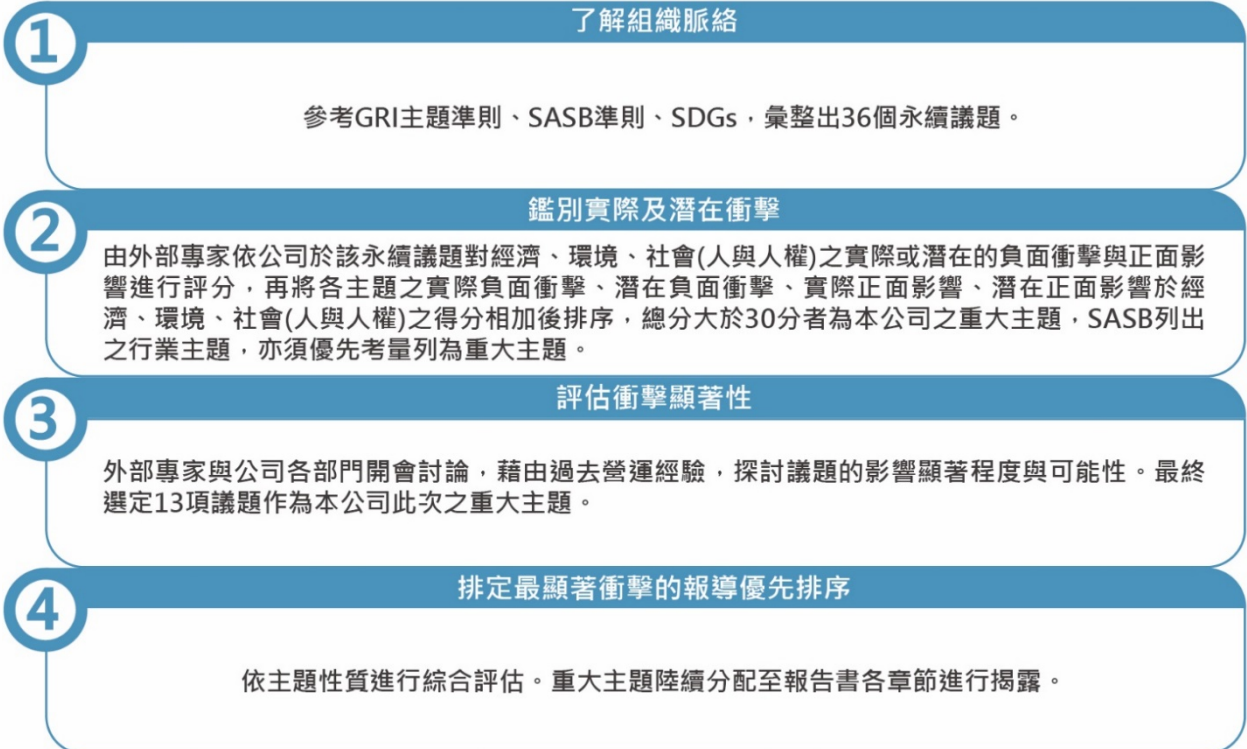 1
了解組織脈絡
參考GRI主題準則、SASB準則、SDGs，彙整出36個永續議題。
2
鑑別實際及潛在衝擊
由外部專家依公司於該永續議題對經濟、環境、社會(人與人權)之實際或潛在的負面衝擊與正面影
響進行評分，再將各主題之實際負面衝擊、潛在負面衝擊、實際正面影響、潛在正面影響於經
濟、環境、社會(人與人權)之得分相加後排序，總分大於30分者為本公司之重大主題，SASB列出
之行業主題，亦須優先考量列為重大主題。
3
評估衝擊顯著性
外部專家與公司各部門開會討論，藉由過去營運經驗，探討議題的影響顯著程度與可能性。最終
選定13項議題作為本公司此次之重大主題。
4
排定最顯著衝擊的報導優先排序
依主題性質進行綜合評估。重大主題陸續分配至報告書各章節進行揭露。